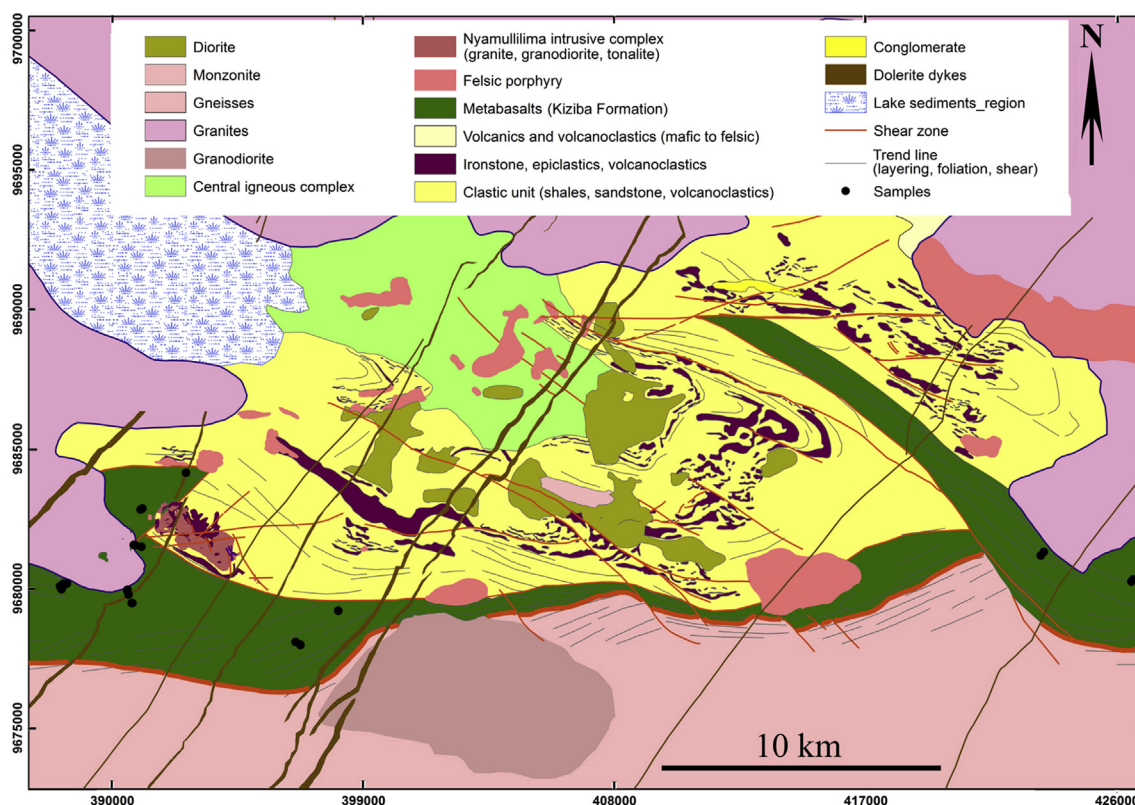 Diorite
Monzonite
Gneisses
Granites
Granodiorite
Central igneous complex
Nyamullilima intrusive complex
(granite, granodiorite, tonalite)
Felsic porphyry
Metabasalts (Kiziba Formation)
Volcanics and volcanoclastics (mafic to felsic)
Ironstone, epiclastics, volcanoclastics
Clastic unit (shales, sandstone, volcanoclastics)
Conglomerate
Dolerite dykes
Lake sediments_region
Shear zone
Trend line
(layering, foliation, shear)
Samples
N
9700000
9695000
9690000
9685000
9680000
9675000
10 km
390000
399000
408000
417000
426000